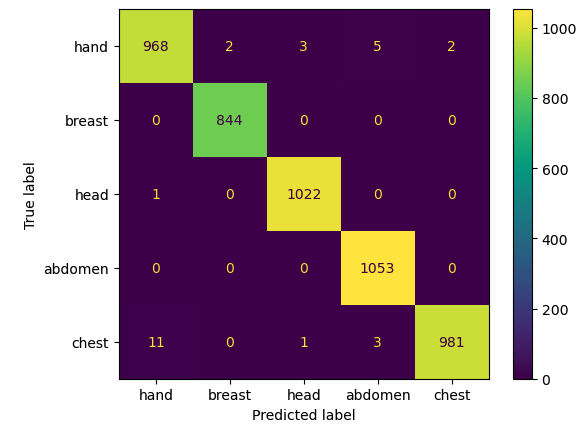 hand 968 2 3 5 2
breast 0 844 0 0 0
head 1 0 1022 0 0
abdomen 0 0 0 1053 0
chest 11 0 1 3 981
hand breast head abdomen chest
Predicted label
True label
1000
800
600
400
200
0